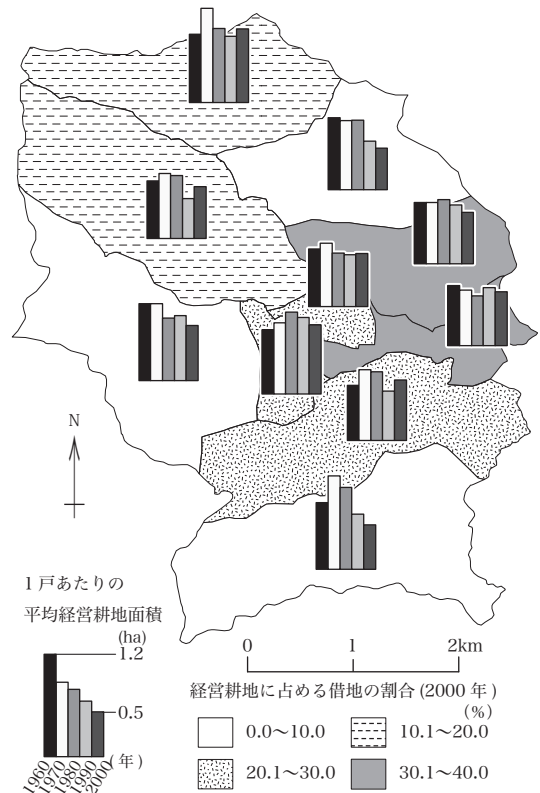 N
1戸あたりの
平均経営耕地面積
(ha)
1.2
0.5
1960
1970
1980
1990
2000
(年)
0 1 2km
経営耕地に占める借地の割合(2000年)
(%)
0.0〜10.0 10.1〜20.0
20.1〜30.0 30.1〜40.0